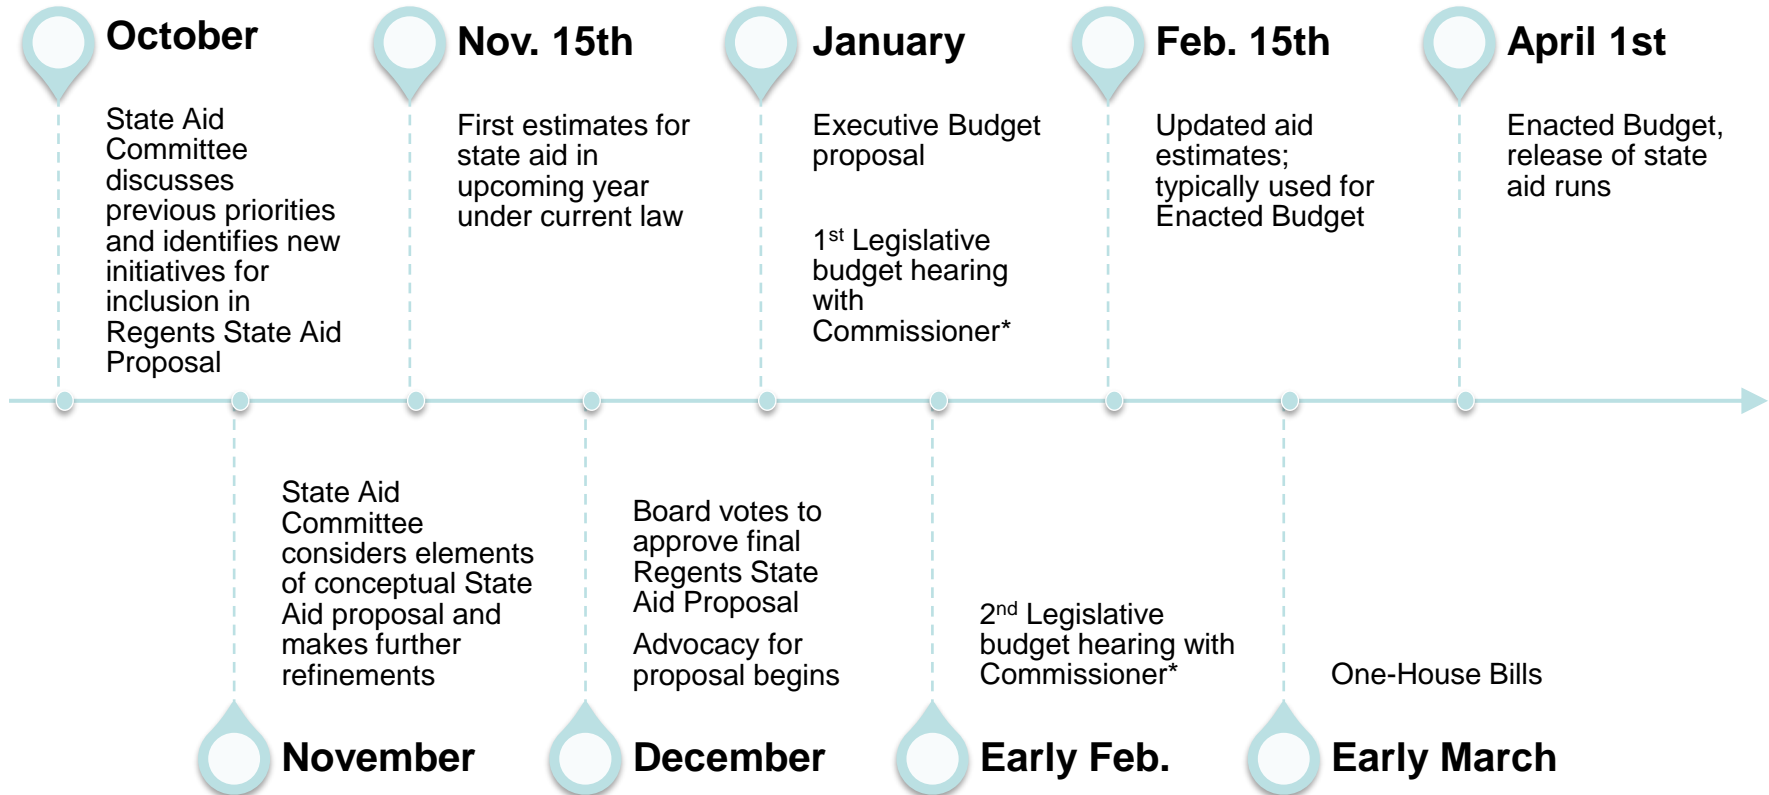 October
State Aid
Committee
discusses
previous priorities
and identifies new
initiatives for
inclusion in
Regents State Aid
Proposal
Nov. 15th
First estimates for
state aid in
upcoming year
under current law
January
Executive Budget
proposal
1st Legislative
budget hearing
with
Commissioner*
Feb. 15th
Updated aid
estimates;
typically used for
Enacted Budget
April 1st
Enacted Budget,
release of state
aid runs
State Aid
Committee
considers elements
of conceptual State
Aid proposal and
makes further
refinements
November
Board votes to
approve final
Regents State
Aid Proposal
Advocacy for
proposal begins
December
2nd Legislative
budget hearing with
Commissioner*
Early Feb.
One-House Bills
Early March